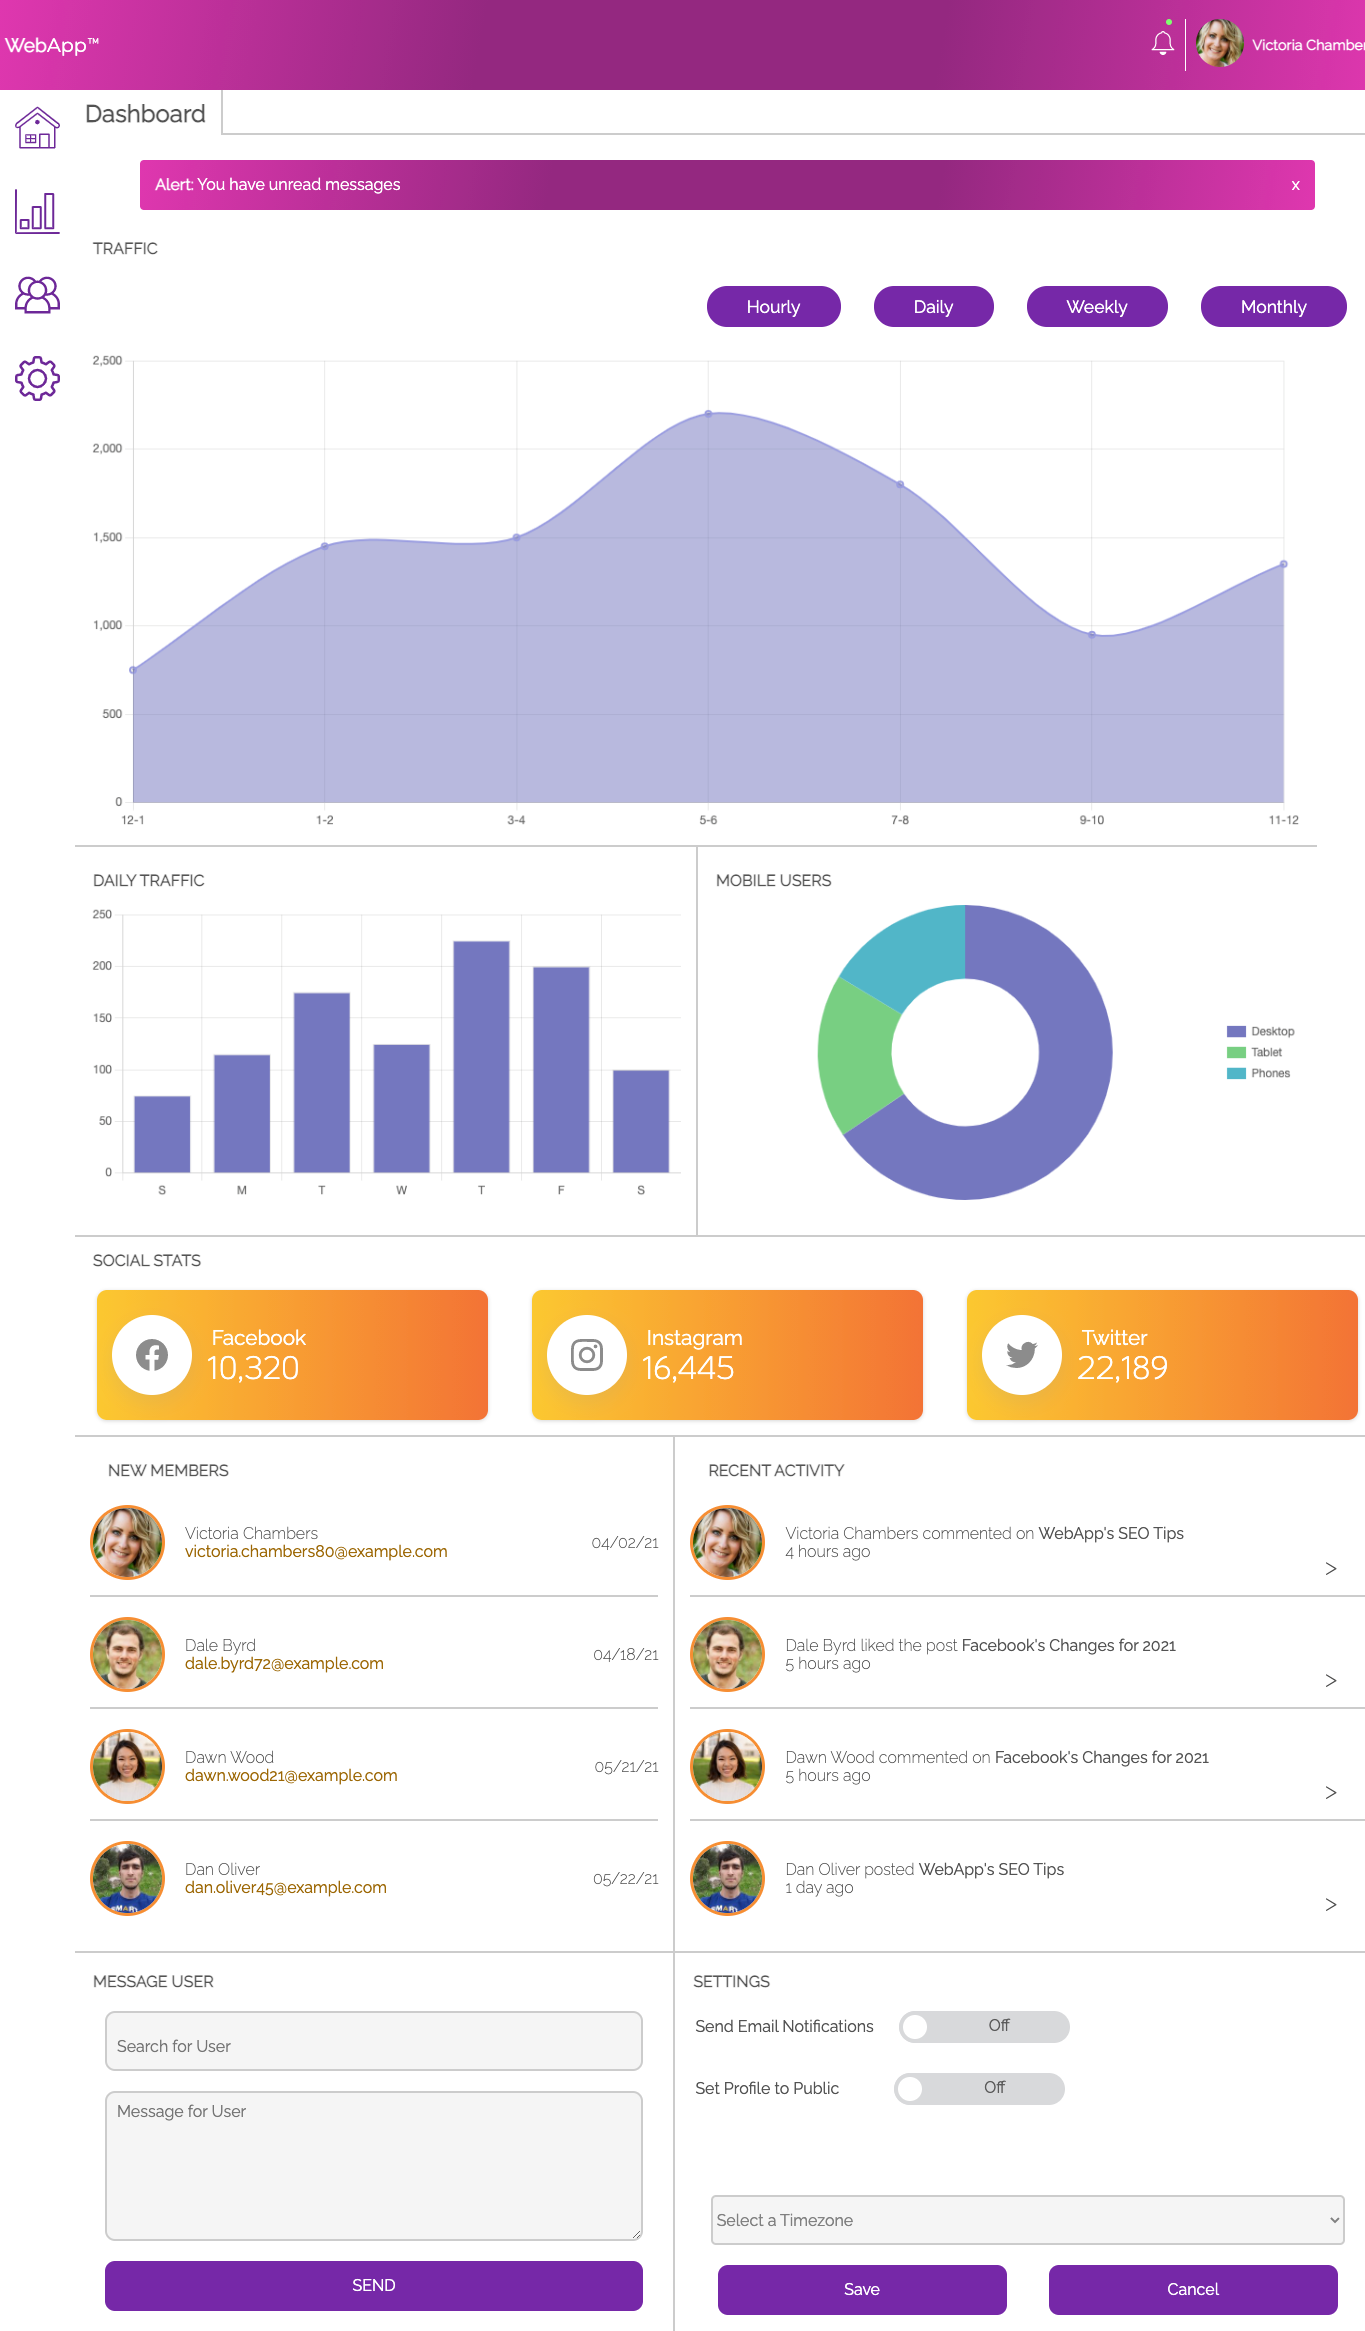 WebApp™
Victoria Chamber
Dashboard
Alert: You have unread messages
x
TRAFFIC
Hourly Daily Weekly Monthly
2,500
2,000
1,500
1,000
500
0
12-1 1-2 3-4 5-6 7-8 9-10 11-12
DAILY TRAFFIC
250
200
150
100
50
0
S M T W T F S
MOBILE USERS
Desktop
Tablet
Phones
SOCIAL STATS
Facebook
10,320
Instagram
16,445
Twitter
22,189
NEW MEMBERS
Victoria Chambers
victoria.chambers80@example.com
04/02/21
Dale Byrd
dale.byrd72@example.com
04/18/21
Dawn Wood
dawn.wood21@example.com
05/21/21
Dan Oliver
dan.oliver45@example.com
05/22/21
RECENT ACTIVITY
Victoria Chambers commented on WebApp's SEO Tips
4 hours ago
>
Dale Byrd liked the post Facebook's Changes for 2021
5 hours ago
>
Dawn Wood commented on Facebook's Changes for 2021
5 hours ago
>
Dan Oliver posted WebApp's SEO Tips
1 day ago
>
MESSAGE USER
Search for User
Message for User
SEND
SETTINGS
Send Email Notifications Off
Set Profile to Public Off
Select a Timezone
Save Cancel